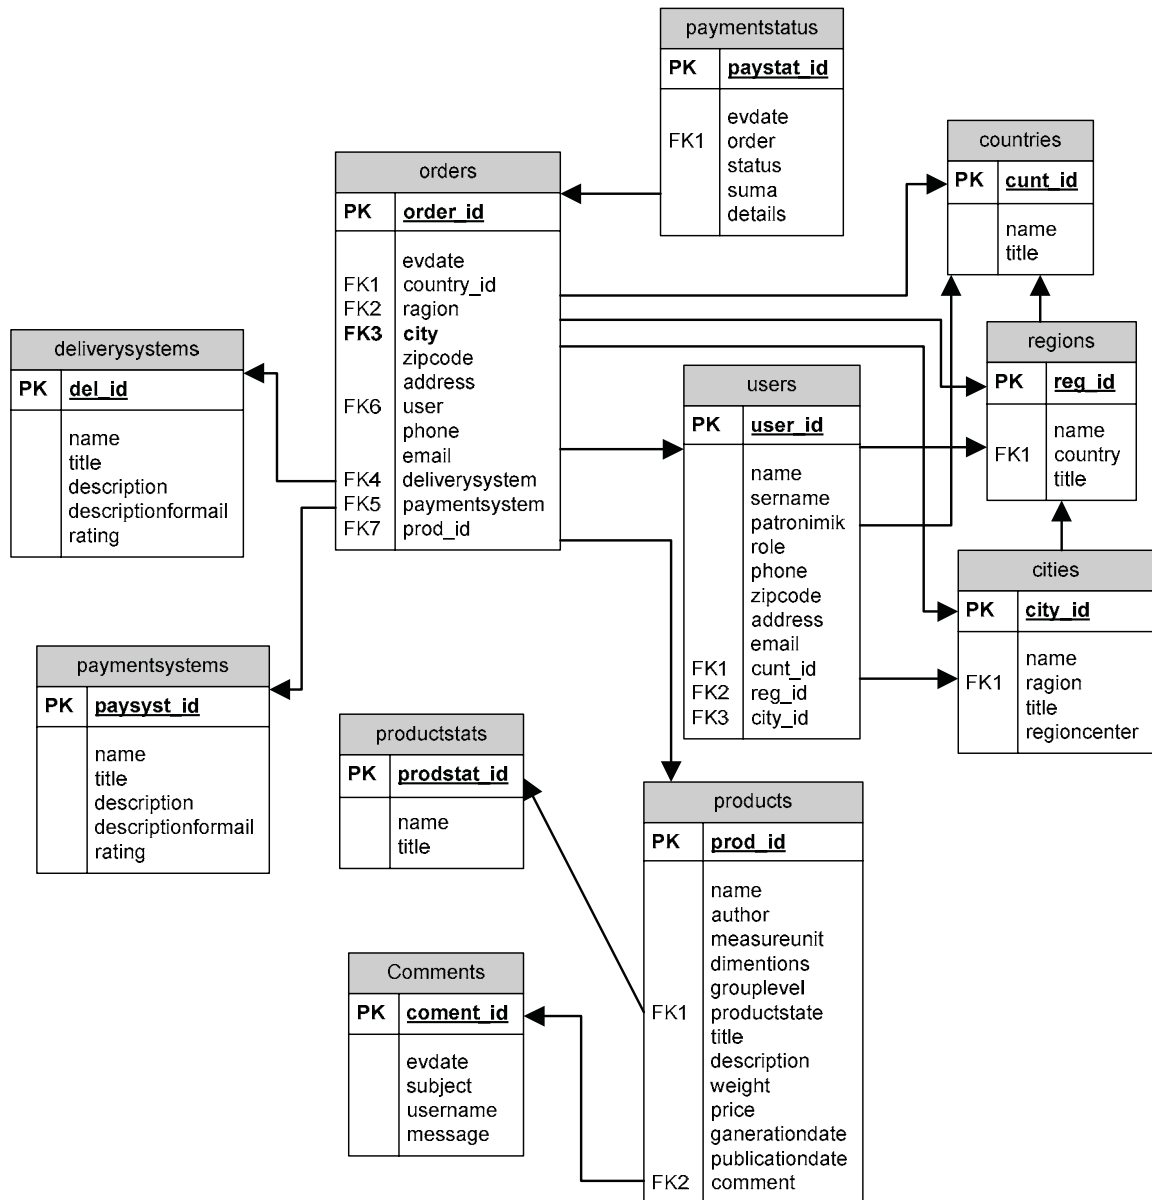 paymentstatus
PK paystat_id
evdate
FK1 order
status
suma
details
countries
PK cunt_id
name
title
orders
PK order_id
evdate
FK1 country_id
FK2 ragion
FK3 city
zipcode
address
FK6 user
phone
email
FK4 deliverysystem
FK5 paymentsystem
FK7 prod_id
deliverysystems
PK del_id
name
title
description
descriptionformail
rating
users
PK user_id
name
sername
patronimik
role
phone
zipcode
address
email
FK1 cunt_id
FK2 reg_id
FK3 city_id
regions
PK reg_id
name
FK1 country
title
cities
PK city_id
name
FK1 ragion
title
regioncenter
paymentsystems
PK paysyst_id
name
title
description
descriptionformail
rating
productstats
PK prodstat_id
name
title
products
PK prod_id
name
author
measureunit
dimentions
grouplevel
FK1 productstate
title
description
weight
price
ganerationdate
publicationdate
FK2 comment
Comments
PK coment_id
evdate
subject
username
message